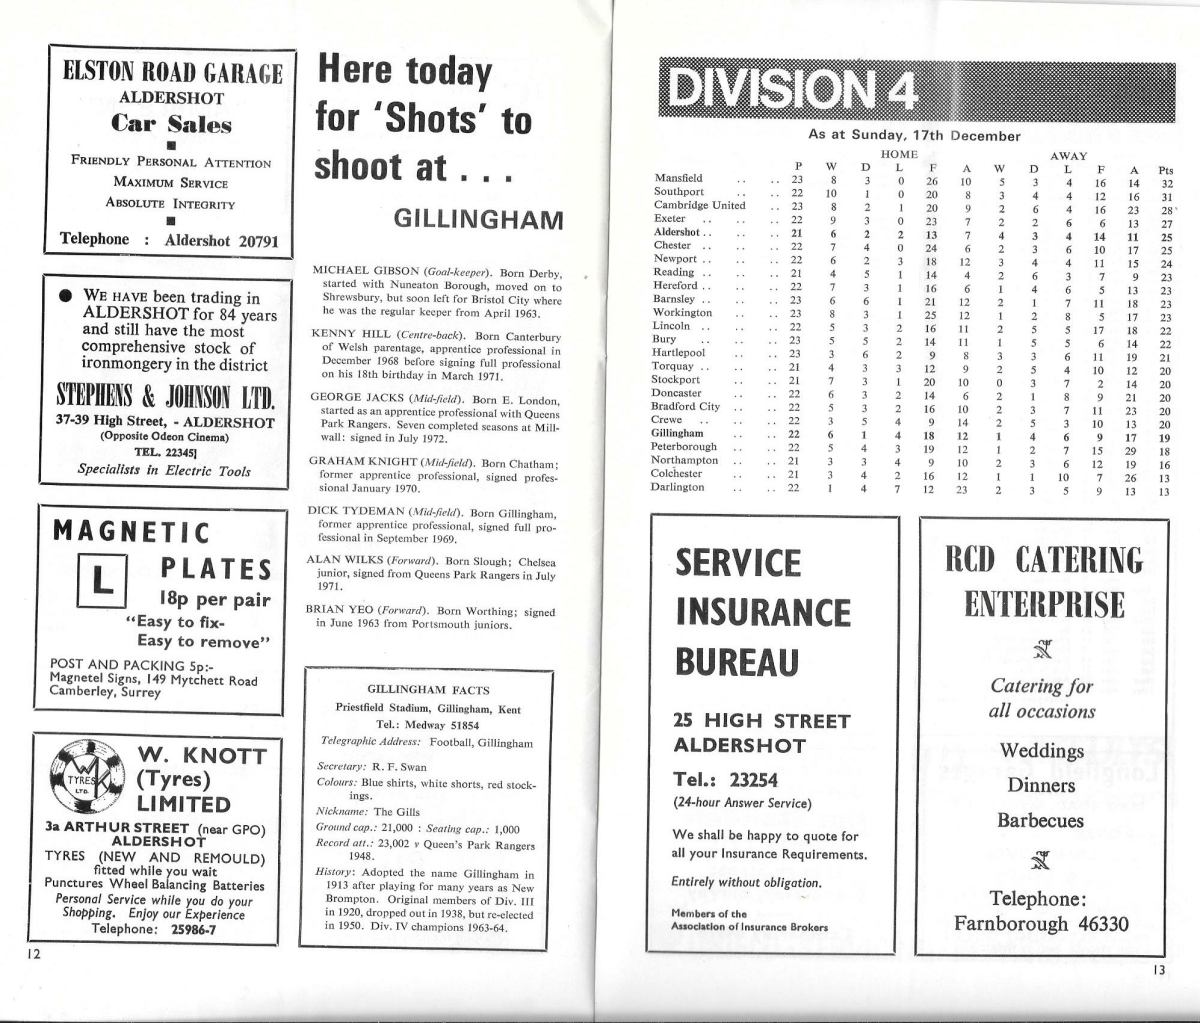 ELSTON ROAD GARAGE
ALDERSHOT
Car Sales
FRIENDLY PERSONAL ATTENTION
MAXIMUM SERVICE
ABSOLUTE INTEGRITY
Telephone : Aldershot 20791
● WE HAVE been trading in
ALDERSHOT for 84 years
and still have the most
comprehensive stock of
ironmongery in the district
STEPHENS & JOHNSON LTD.
37-39 High Street, - ALDERSHOT
(Opposite Odeon Cinema)
TEL. 22345]
Specialists in Electric Tools
MAGNETIC
L PLATES
18p per pair
"Easy to fix-
Easy to remove"
POST AND PACKING 5p:-
Magnetel Signs, 149 Mytchett Road
Camberley, Surrey
W K
TYRES
LTD.
W. KNOTT
(Tyres)
LIMITED
3a ARTHUR STREET (near GPO)
ALDERSHOT
TYRES (NEW AND REMOULD)
fitted while you wait
Punctures Wheel Balancing Batteries
Personal Service while you do your
Shopping. Enjoy our Experience
Telephone: 25986-7
12
Here today
for 'Shots' to
shoot at . . .
GILLINGHAM
MICHAEL GIBSON (Goal-keeper). Born Derby,
started with Nuneaton Borough, moved on to
Shrewsbury, but soon left for Bristol City where
he was the regular keeper from April 1963.
KENNY HILL (Centre-back). Born Canterbury
of Welsh parentage, apprentice professional in
December 1968 before signing full professional
on his 18th birthday in March 1971.
GEORGE JACKS (Mid-field). Born E. London,
started as an apprentice professional with Queens
Park Rangers. Seven completed seasons at Mill-
wall: signed in July 1972.
GRAHAM KNIGHT (Mid-field). Born Chatham;
former apprentice professional, signed profes-
sional January 1970.
DICK TYDEMAN (Mid-field). Born Gillingham,
former apprentice professional, signed full pro-
fessional in September 1969.
ALAN WILKS (Forward). Born Slough; Chelsea
junior, signed from Queens Park Rangers in July
1971.
BRIAN YEO (Forward). Born Worthing; signed
in June 1963 from Portsmouth juniors.
GILLINGHAM FACTS
Priestfield Stadium, Gillingham, Kent
Tel.: Medway 51854
Telegraphic Address: Football, Gillingham
Secretary: R. F. Swan
Colours: Blue shirts, white shorts, red stock-
ings.
Nickname: The Gills
Ground cap.: 21,000 : Seating cap.: 1,000
Record att.: 23,002 v Queen's Park Rangers
1948.
History: Adopted the name Gillingham in
1913 after playing for many years as New
Brompton. Original members of Div. III
in 1920, dropped out in 1938, but re-elected
in 1950. Div. IV champions 1963-64.
DIVISION 4
As at Sunday, 17th December
HOME AWAY
P W D L F A W D L F A Pts
Mansfield .. .. 23 8 3 0 26 10 5 3 4 16 14 32
Southport .. .. 22 10 1 0 20 8 3 4 4 12 16 31
Cambridge United .. 23 8 2 1 20 9 2 6 4 16 23 28
Exeter .. .. .. 22 9 3 0 23 7 2 2 6 6 13 27
Aldershot .. .. .. 21 6 2 2 13 7 4 3 4 14 11 25
Chester .. .. .. 22 7 4 0 24 6 2 3 6 10 17 25
Newport .. .. .. 22 6 2 3 18 12 3 4 4 11 15 24
Reading .. .. .. 21 4 5 1 14 4 2 6 3 7 9 23
Hereford .. .. .. 22 7 3 1 16 6 1 4 6 5 13 23
Barnsley .. .. .. 23 6 6 1 21 12 2 1 7 11 18 23
Workington .. .. 23 8 3 1 25 12 1 2 8 5 17 23
Lincoln .. .. .. 22 5 3 2 16 11 2 5 5 17 18 22
Bury .. .. .. 23 5 5 2 14 11 1 5 5 6 14 22
Hartlepool .. .. 23 3 6 2 9 8 3 3 6 11 19 21
Torquay .. .. .. 21 4 3 3 12 9 2 5 4 10 12 20
Stockport .. .. 21 7 3 1 20 10 0 3 7 2 14 20
Doncaster .. .. 22 6 3 2 14 6 2 1 8 9 21 20
Bradford City .. .. 22 5 3 2 16 10 2 3 7 11 23 20
Crewe .. .. .. 22 3 5 4 9 14 2 5 3 10 13 20
Gillingham .. .. 22 6 1 4 18 12 1 4 6 9 17 19
Peterborough .. .. 22 5 4 3 19 12 1 2 7 15 29 18
Northampton .. .. 21 3 3 4 9 10 2 3 6 12 19 16
Colchester .. .. 21 3 4 2 16 12 1 1 10 7 26 13
Darlington .. .. 22 1 4 7 12 23 2 3 5 9 13 13
SERVICE
INSURANCE
BUREAU
25 HIGH STREET
ALDERSHOT
Tel.: 23254
(24-hour Answer Service)
We shall be happy to quote for
all your Insurance Requirements.
Entirely without obligation.
Members of the
Association of Insurance Brokers
RCD CATERING
ENTERPRISE
Catering for
all occasions
Weddings
Dinners
Barbecues
Telephone:
Farnborough 46330
13